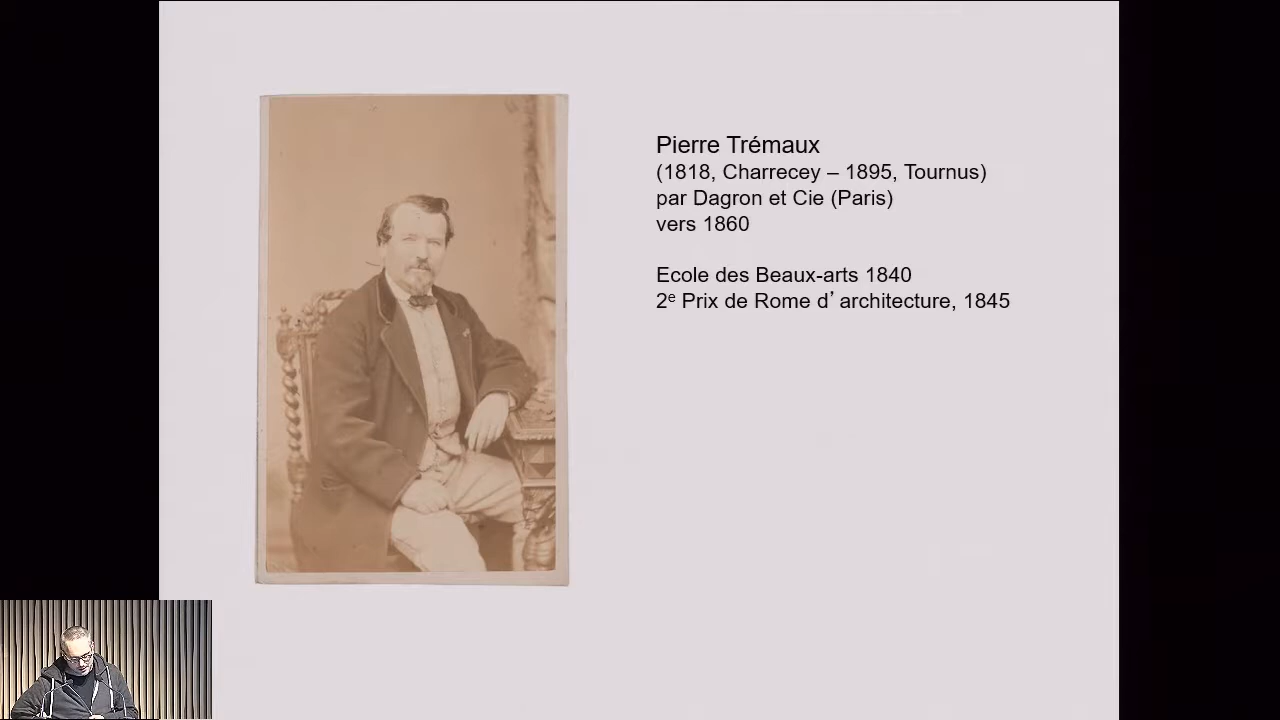 Pierre Trémaux
(1818, Charrecey – 1895, Tournus)
par Dagron et Cie (Paris)
vers 1860
Ecole des Beaux-arts 1840
2ᵉ Prix de Rome d’architecture, 1845